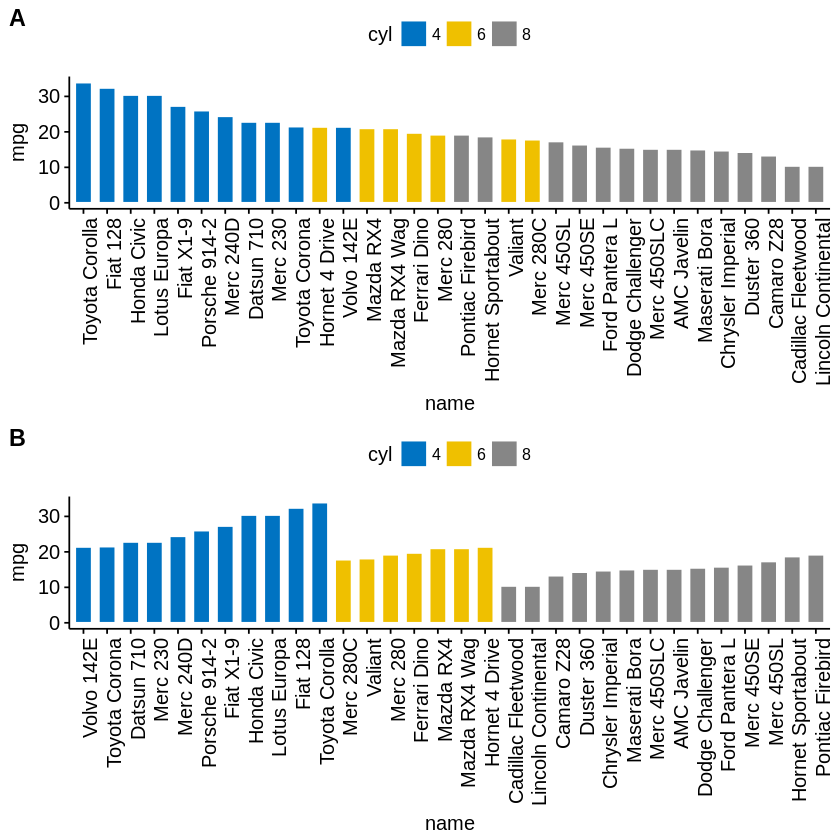 A
cyl 4 6 8
mpg
30
20
10
0
Toyota Corolla
Fiat 128
Honda Civic
Lotus Europa
Fiat X1-9
Porsche 914-2
Merc 240D
Datsun 710
Merc 230
Toyota Corona
Hornet 4 Drive
Volvo 142E
Mazda RX4
Mazda RX4 Wag
Ferrari Dino
Merc 280
Pontiac Firebird
Hornet Sportabout
Valiant
Merc 280C
Merc 450SL
Merc 450SE
Ford Pantera L
Dodge Challenger
Merc 450SLC
AMC Javelin
Maserati Bora
Chrysler Imperial
Duster 360
Camaro Z28
Cadillac Fleetwood
Lincoln Continental
name
B
cyl 4 6 8
mpg
30
20
10
0
Volvo 142E
Toyota Corona
Datsun 710
Merc 230
Merc 240D
Porsche 914-2
Fiat X1-9
Honda Civic
Lotus Europa
Fiat 128
Toyota Corolla
Merc 280C
Valiant
Merc 280
Ferrari Dino
Mazda RX4
Mazda RX4 Wag
Hornet 4 Drive
Cadillac Fleetwood
Lincoln Continental
Camaro Z28
Duster 360
Chrysler Imperial
Maserati Bora
Merc 450SLC
AMC Javelin
Dodge Challenger
Ford Pantera L
Merc 450SE
Merc 450SL
Hornet Sportabout
Pontiac Firebird
name